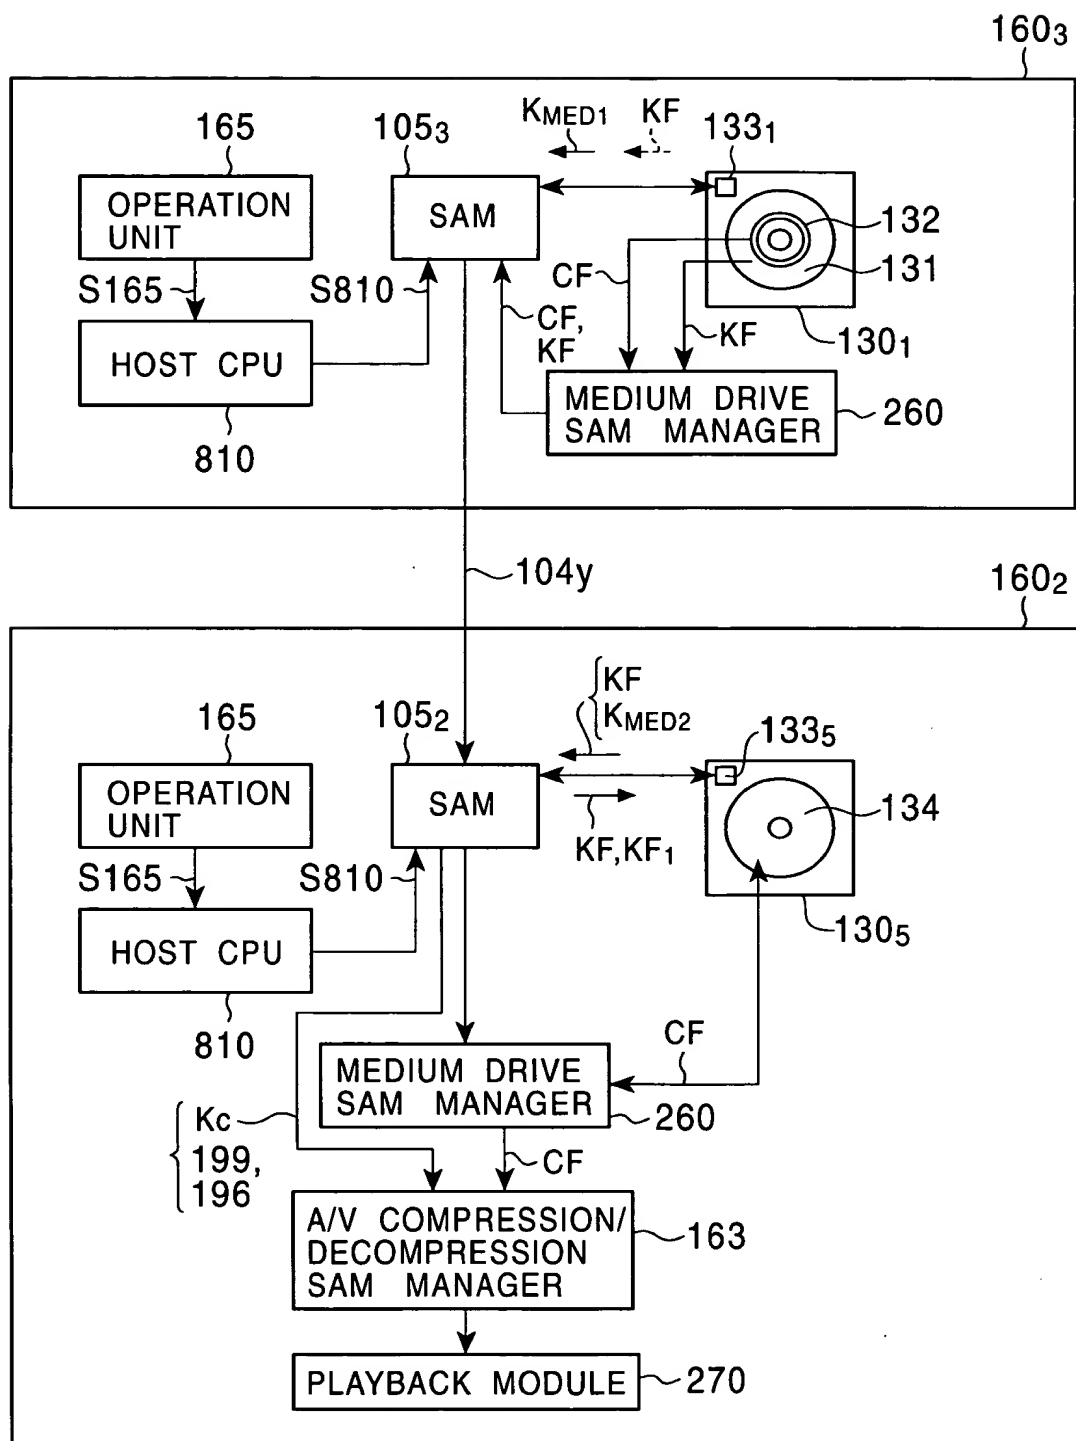 160₃
165
105₃
K_MED1
KF
133₁
OPERATION
UNIT
SAM
132
131
S165
S810
CF
CF,
KF
KF
130₁
HOST CPU
MEDIUM DRIVE
SAM MANAGER
260
810
104y
160₂
KF
K_MED2
165
105₂
133₅
OPERATION
UNIT
SAM
134
KF,KF₁
S165
S810
130₅
HOST CPU
810
CF
MEDIUM DRIVE
SAM MANAGER
260
Kc
199,
196
CF
A/V COMPRESSION/
DECOMPRESSION
SAM MANAGER
163
PLAYBACK MODULE
270